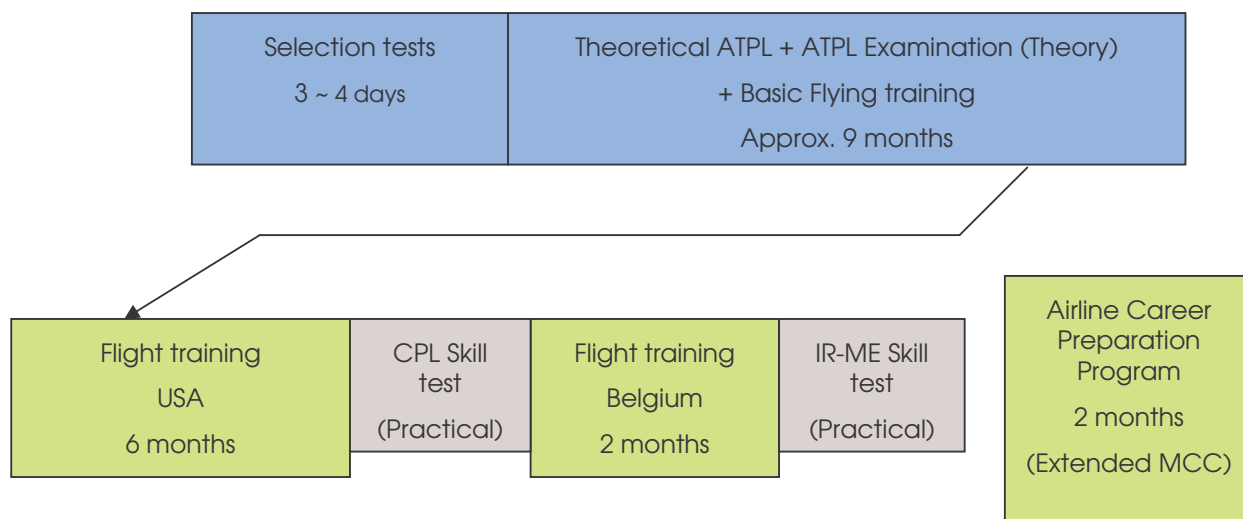 Selection tests
3 ~ 4 days
Theoretical ATPL + ATPL Examination (Theory)
+ Basic Flying training
Approx. 9 months
Flight training
USA
6 months
CPL Skill
test
(Practical)
Flight training
Belgium
2 months
IR-ME Skill
test
(Practical)
Airline Career
Preparation
Program
2 months
(Extended MCC)